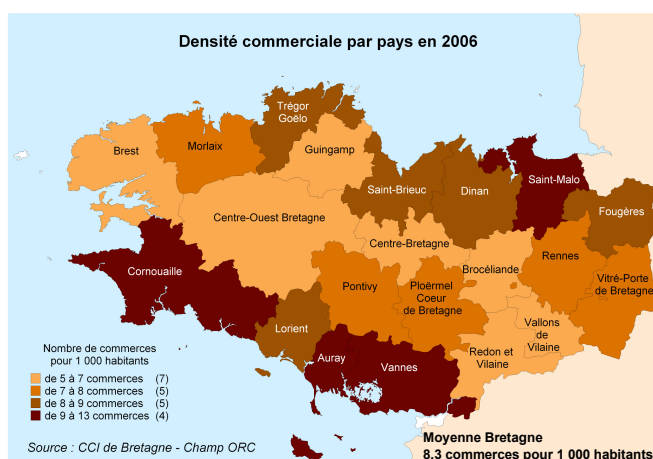 Densité commerciale par pays en 2006
Trégor
Goëlo
Brest
Morlaix
Guingamp
Saint-Brieuc
Dinan
Saint-Malo
Fougères
Centre-Ouest Bretagne
Centre-Bretagne
Cornouaille
Brocéliande
Rennes
Pontivy
Ploërmel
Coeur
de Bretagne
Vitré-Porte
de Bretagne
Lorient
Vallons
de
Vilaine
Auray
Vannes
Redon et
Vilaine
Nombre de commerces
pour 1 000 habitants
de 5 à 7 commerces (7)
de 7 à 8 commerces (5)
de 8 à 9 commerces (5)
de 9 à 13 commerces (4)
Source : CCI de Bretagne - Champ ORC
Moyenne Bretagne
8,3 commerces pour 1 000 habitants